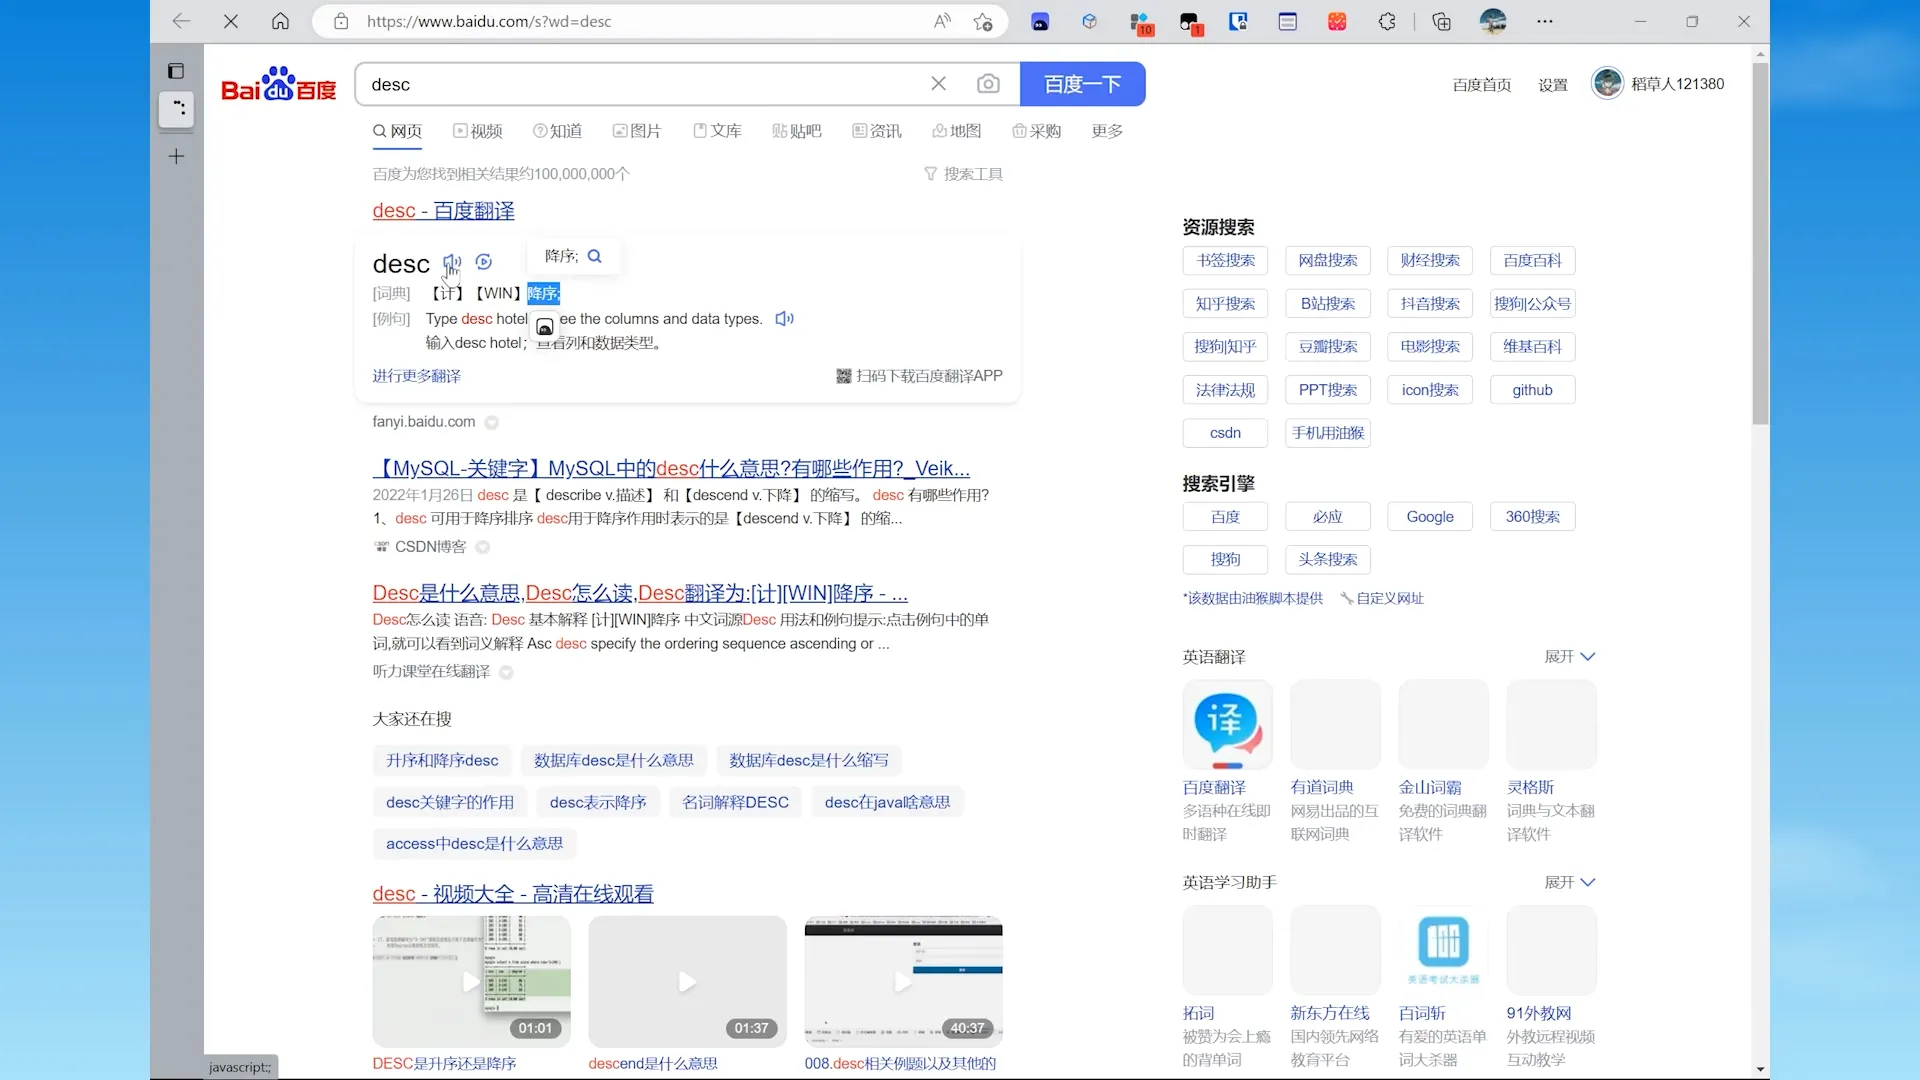 https://www.baidu.com/s?wd=desc
10
1
Bai du 百度
desc
百度一下
百度首页
设置
稻草人121380
网页
视频
知道
图片
文库
贴吧
资讯
地图
采购
更多
百度为您找到相关结果约100,000,000个
搜索工具
desc - 百度翻译
desc
降序;
[词典] 【计】【WIN】降序;
[例句] Type desc hotel ee the columns and data types.
输入desc hotel；查看列和数据类型。
进行更多翻译
扫码下载百度翻译APP
fanyi.baidu.com
【MySQL-关键字】MySQL中的desc什么意思?有哪些作用?_Veik...
2022年1月26日 desc 是【 describe v.描述】 和【descend v.下降】 的缩写。 desc 有哪些作用?
1、desc 可用于降序排序 desc用于降序作用时表示的是【descend v.下降】 的缩...
CSDN博客
Desc是什么意思,Desc怎么读,Desc翻译为:[计][WIN]降序 - ...
Desc怎么读 语音: Desc 基本解释 [计][WIN]降序 中文词源Desc 用法和例句提示:点击例句中的单
词,就可以看到词义解释 Asc desc specify the ordering sequence ascending or ...
听力课堂在线翻译
大家还在搜
升序和降序desc
数据库desc是什么意思
数据库desc是什么缩写
desc关键字的作用
desc表示降序
名词解释DESC
desc在java啥意思
access中desc是什么意思
desc - 视频大全 - 高清在线观看
01:01
01:37
40:37
DESC是升序还是降序
descend是什么意思
008.desc相关例题以及其他的
javascript:;
资源搜索
书签搜索
网盘搜索
财经搜索
百度百科
知乎搜索
B站搜索
抖音搜索
搜狗|公众号
搜狗|知乎
豆瓣搜索
电影搜索
维基百科
法律法规
PPT搜索
icon搜索
github
csdn
手机用油猴
搜索引擎
百度
必应
Google
360搜索
搜狗
头条搜索
*该数据由油猴脚本提供
自定义网址
英语翻译
展开
译
百度翻译
有道词典
金山词霸
灵格斯
多语种在线即
时翻译
网易出品的互
联网词典
免费的词典翻
译软件
词典与文本翻
译软件
英语学习助手
展开
英语考试大杀器
拓词
新东方在线
百词斩
91外教网
被赞为会上瘾
的背单词
国内领先网络
教育平台
有爱的英语单
词大杀器
外教远程视频
互动教学